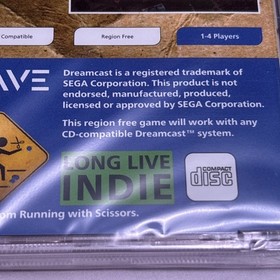 Compatible
Region Free
1-4 Players
AVE
Dreamcast is a registered trademark of
SEGA Corporation. This product is not
endorsed, manufactured, produced,
licensed or approved by SEGA Corporation.
This region free game will work with any
CD-compatible Dreamcast™ system.
LONG LIVE
INDIE
COMPACT
disc
om Running with Scissors.